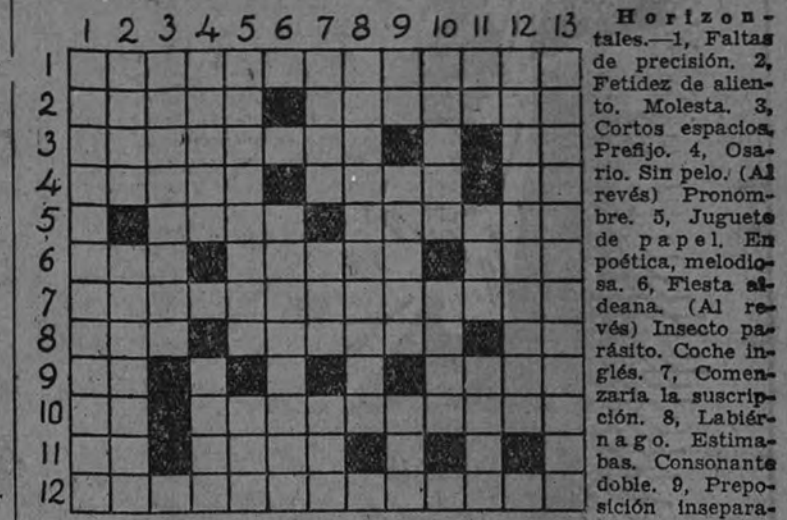 1 2 3 4 5 6 7 8 9 10 11 12 13
1
2
3
4
5
6
7
8
9
10
11
12
Horizon-
tales.—1, Faltas
de precisión. 2,
Fetidez de alien-
to. Molesta. 3,
Cortos espacios,
Prefijo. 4, Osa-
rio. Sin pelo. (Al
revés) Pronom-
bre. 5, Juguete
de papel. En
poética, melodio-
sa. 6, Fiesta al-
deana. (Al re-
vés) Insecto pa-
rásito. Coche in-
glés. 7, Comen-
zaría la suscrip-
ción. 8, Labiér-
nago. Estima-
bas. Consonante
doble. 9, Prepo-
sición insepara-